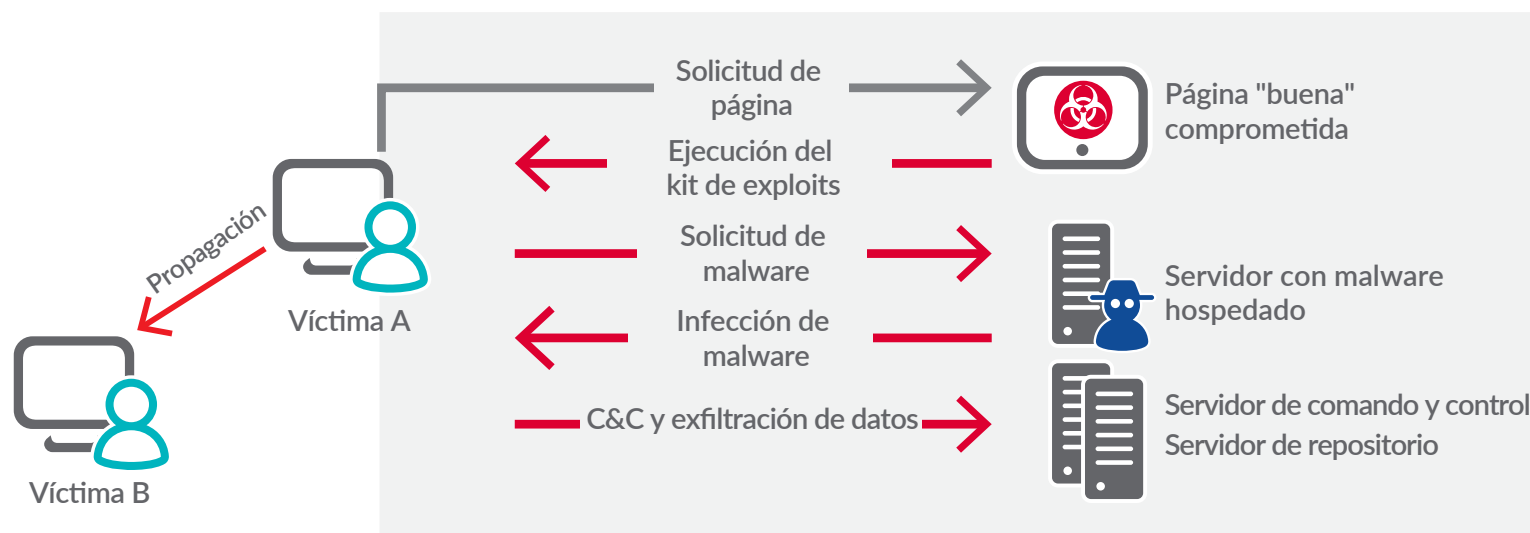 Solicitud de
página
Página "buena"
comprometida
Ejecución del
kit de exploits
Propagación
Víctima A
Solicitud de
malware
Servidor con malware
hospedado
Infección de
malware
C&C y exfiltración de datos
Servidor de comando y control
Servidor de repositorio
Víctima B